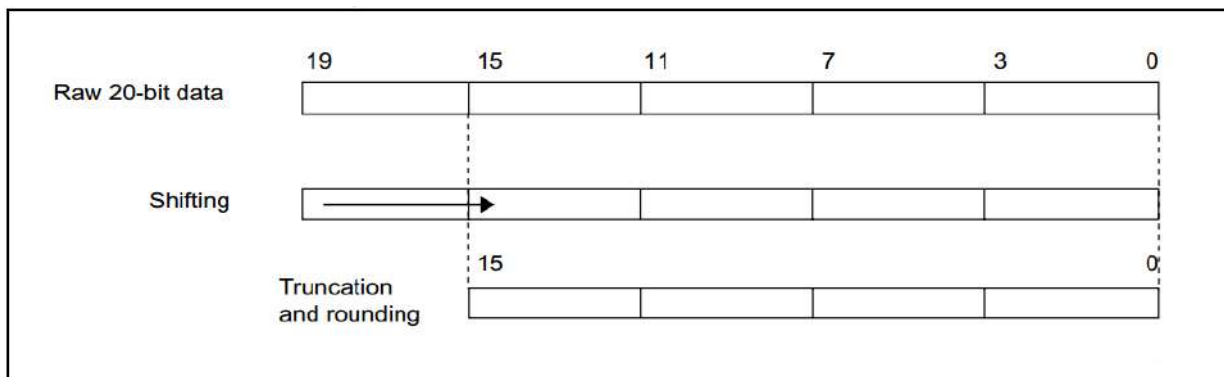 19 15 11 7 3 0
Raw 20-bit data
Shifting
15 0
Truncation
and rounding